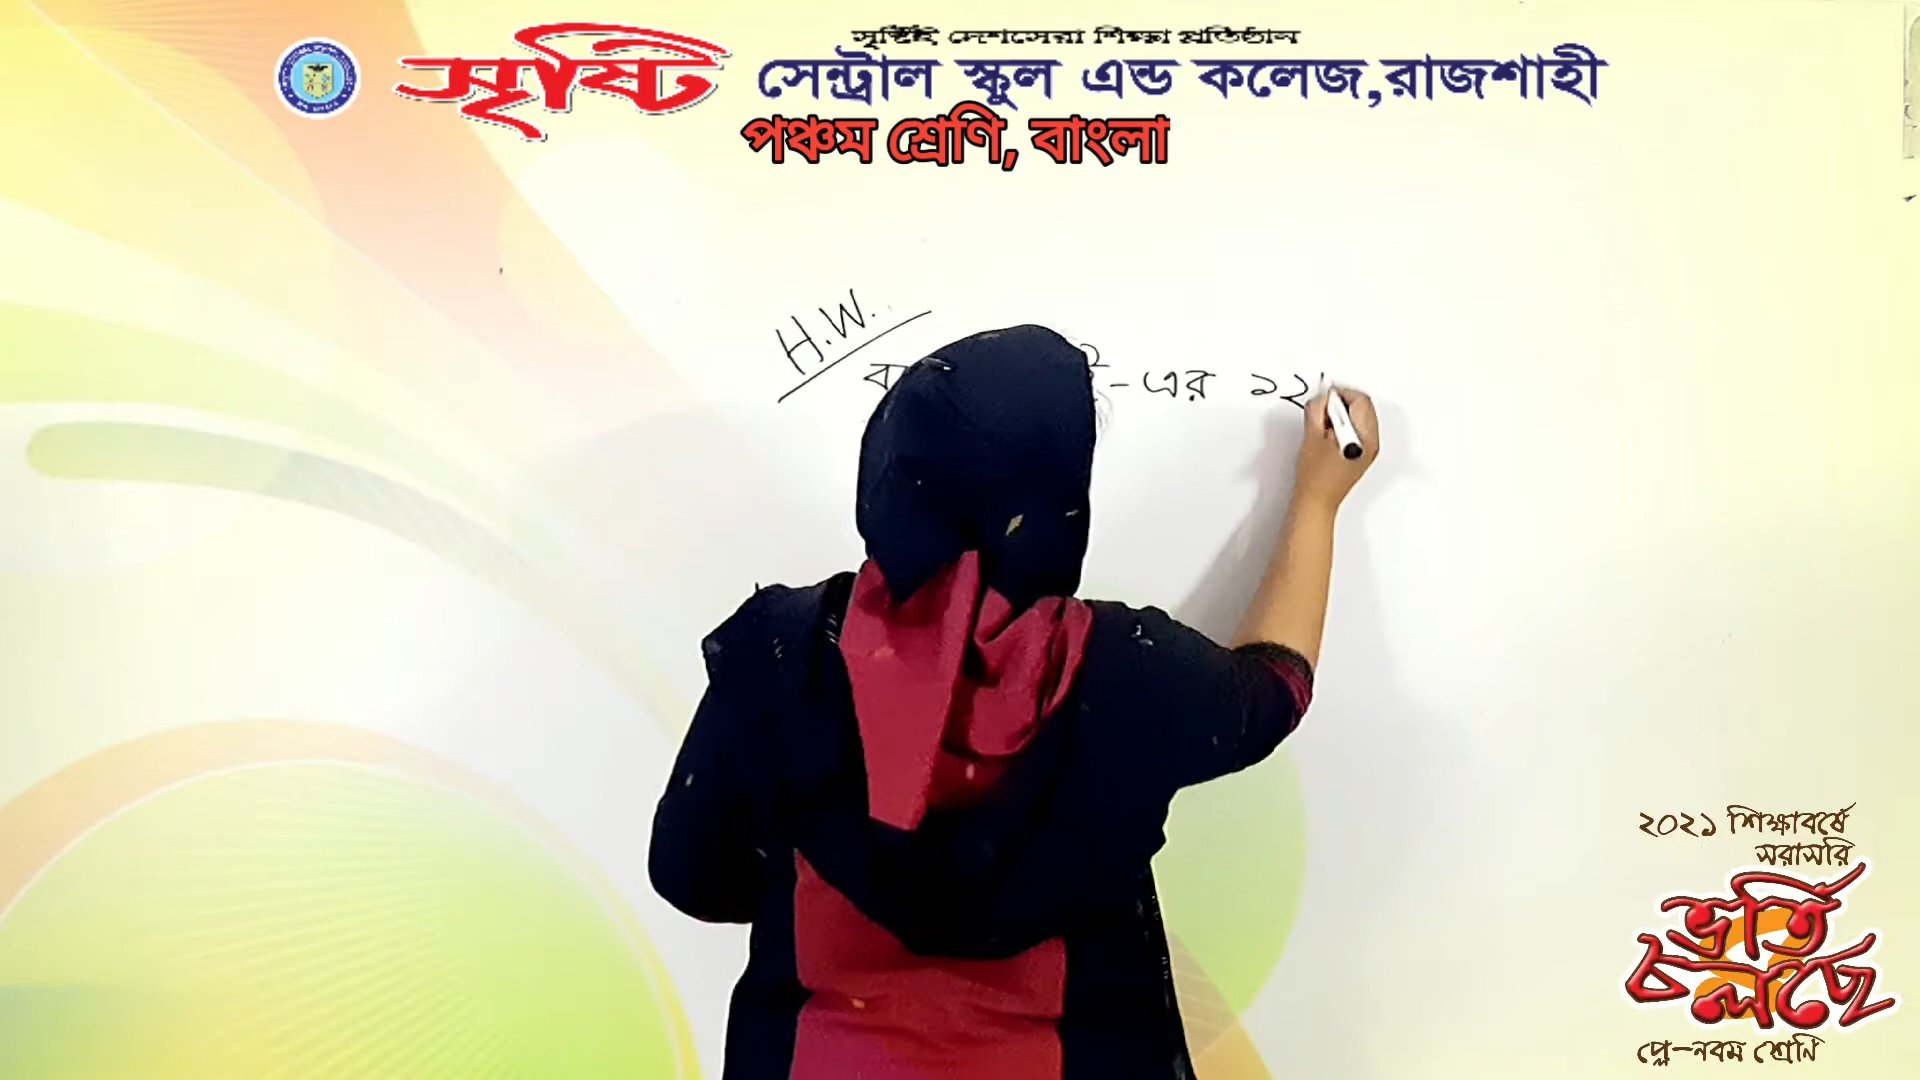 সৃষ্টিই দেশসেরা শিক্ষা প্রতিষ্ঠান
সৃষ্টি সেন্ট্রাল স্কুল এন্ড কলেজ,রাজশাহী
পঞ্চম শ্রেণি, বাংলা
H.W.
-এর ১২
২০২১ শিক্ষাবর্ষে
সরাসরি
ভর্তি
চলছে
প্লে-নবম শ্রেণি